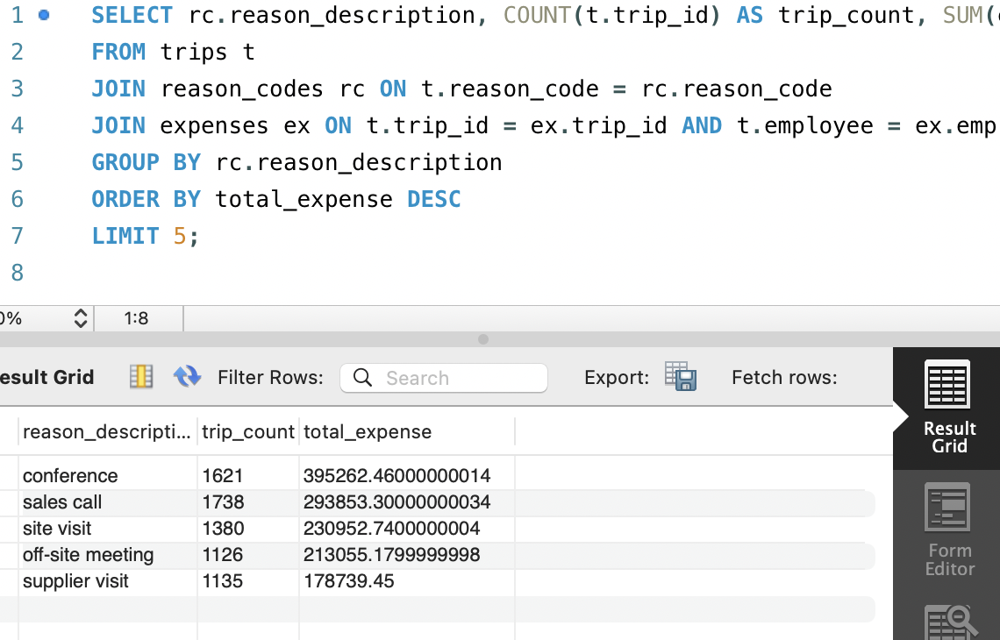 1 SELECT rc.reason_description, COUNT(t.trip_id) AS trip_count, SUM(
2 FROM trips t
3 JOIN reason_codes rc ON t.reason_code = rc.reason_code
4 JOIN expenses ex ON t.trip_id = ex.trip_id AND t.employee = ex.emp
5 GROUP BY rc.reason_description
6 ORDER BY total_expense DESC
7 LIMIT 5;
8
0% 1:8
esult Grid Filter Rows: Search Export: Fetch rows:
reason_descripti... trip_count total_expense
conference 1621 395262.46000000014
sales call 1738 293853.30000000034
site visit 1380 230952.7400000004
off-site meeting 1126 213055.1799999998
supplier visit 1135 178739.45
Result
Grid
Form
Editor